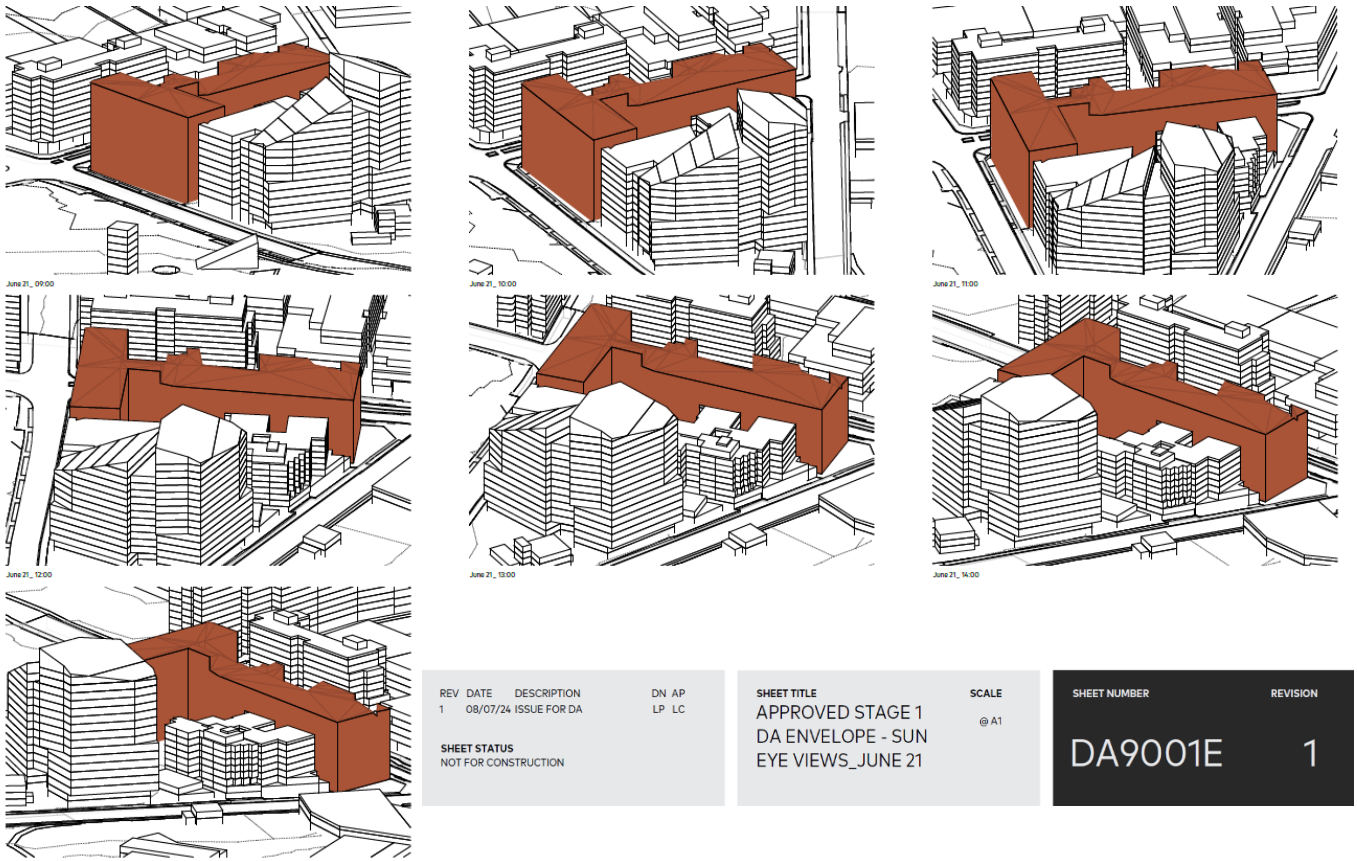 June 21_ 09:00
June 21_ 10:00
June 21_ 11:00
June 21_ 12:00
June 21_ 13:00
June 21_ 14:00
REV DATE DESCRIPTION DN AP
1 08/07/24 ISSUE FOR DA LP LC
SHEET STATUS
NOT FOR CONSTRUCTION
SHEET TITLE SCALE
APPROVED STAGE 1
DA ENVELOPE - SUN
EYE VIEWS_JUNE 21
@ A1
SHEET NUMBER REVISION
DA9001E 1